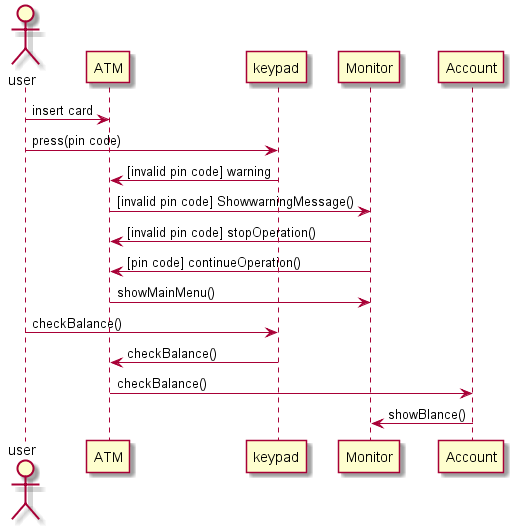 user
ATM
keypad
Monitor
Account
insert card
press(pin code)
[invalid pin code] warning
[invalid pin code] ShowwarningMessage()
[invalid pin code] stopOperation()
[pin code] continueOperation()
showMainMenu()
checkBalance()
checkBalance()
checkBalance()
showBlance()
user
ATM
keypad
Monitor
Account